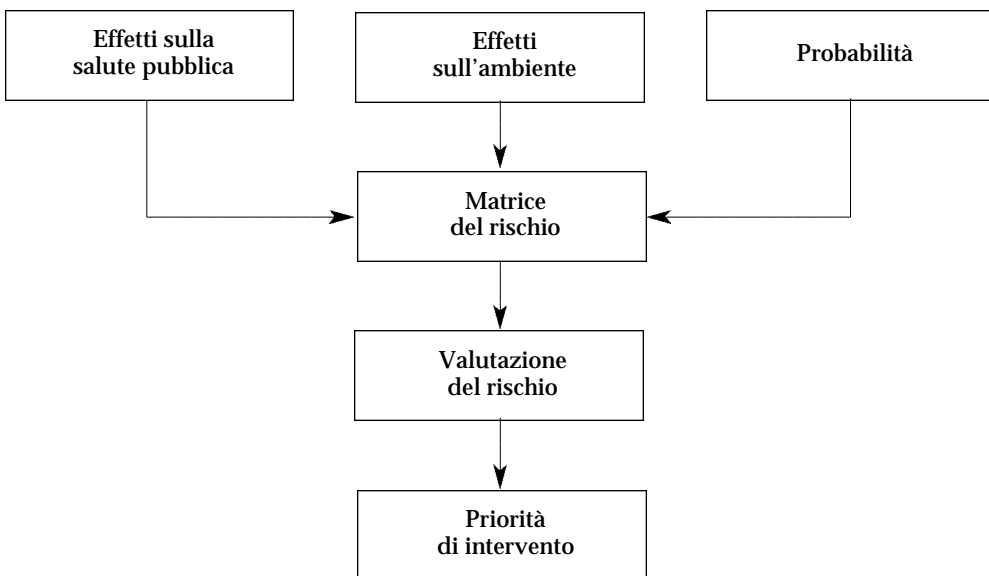 Effetti sulla
salute pubblica
Effetti
sull'ambiente
Probabilità
Matrice
del rischio
Valutazione
del rischio
Priorità
di intervento